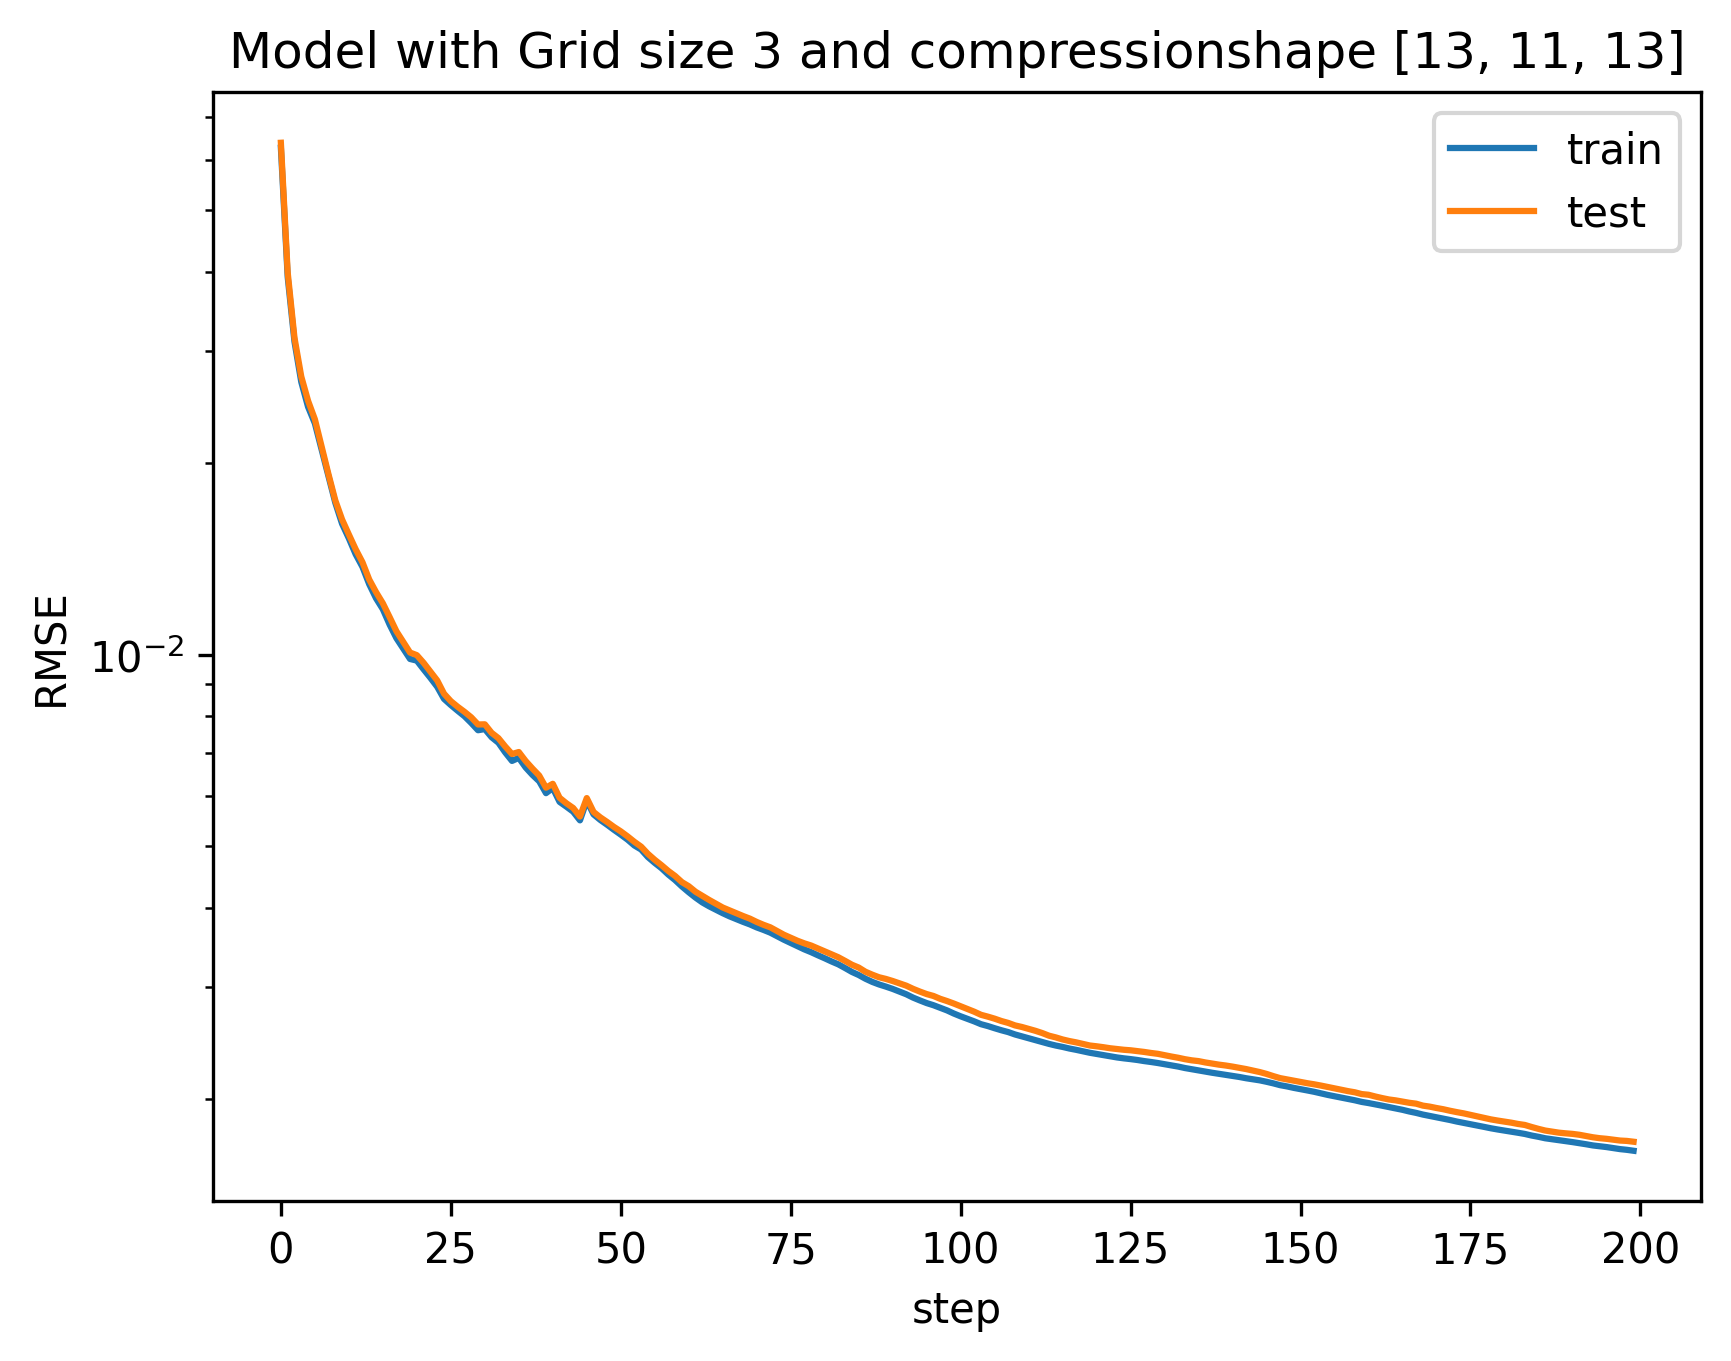 Model with Grid size 3 and compressionshape [13, 11, 13]
train
test
RMSE
10⁻²
0 25 50 75 100 125 150 175 200
step